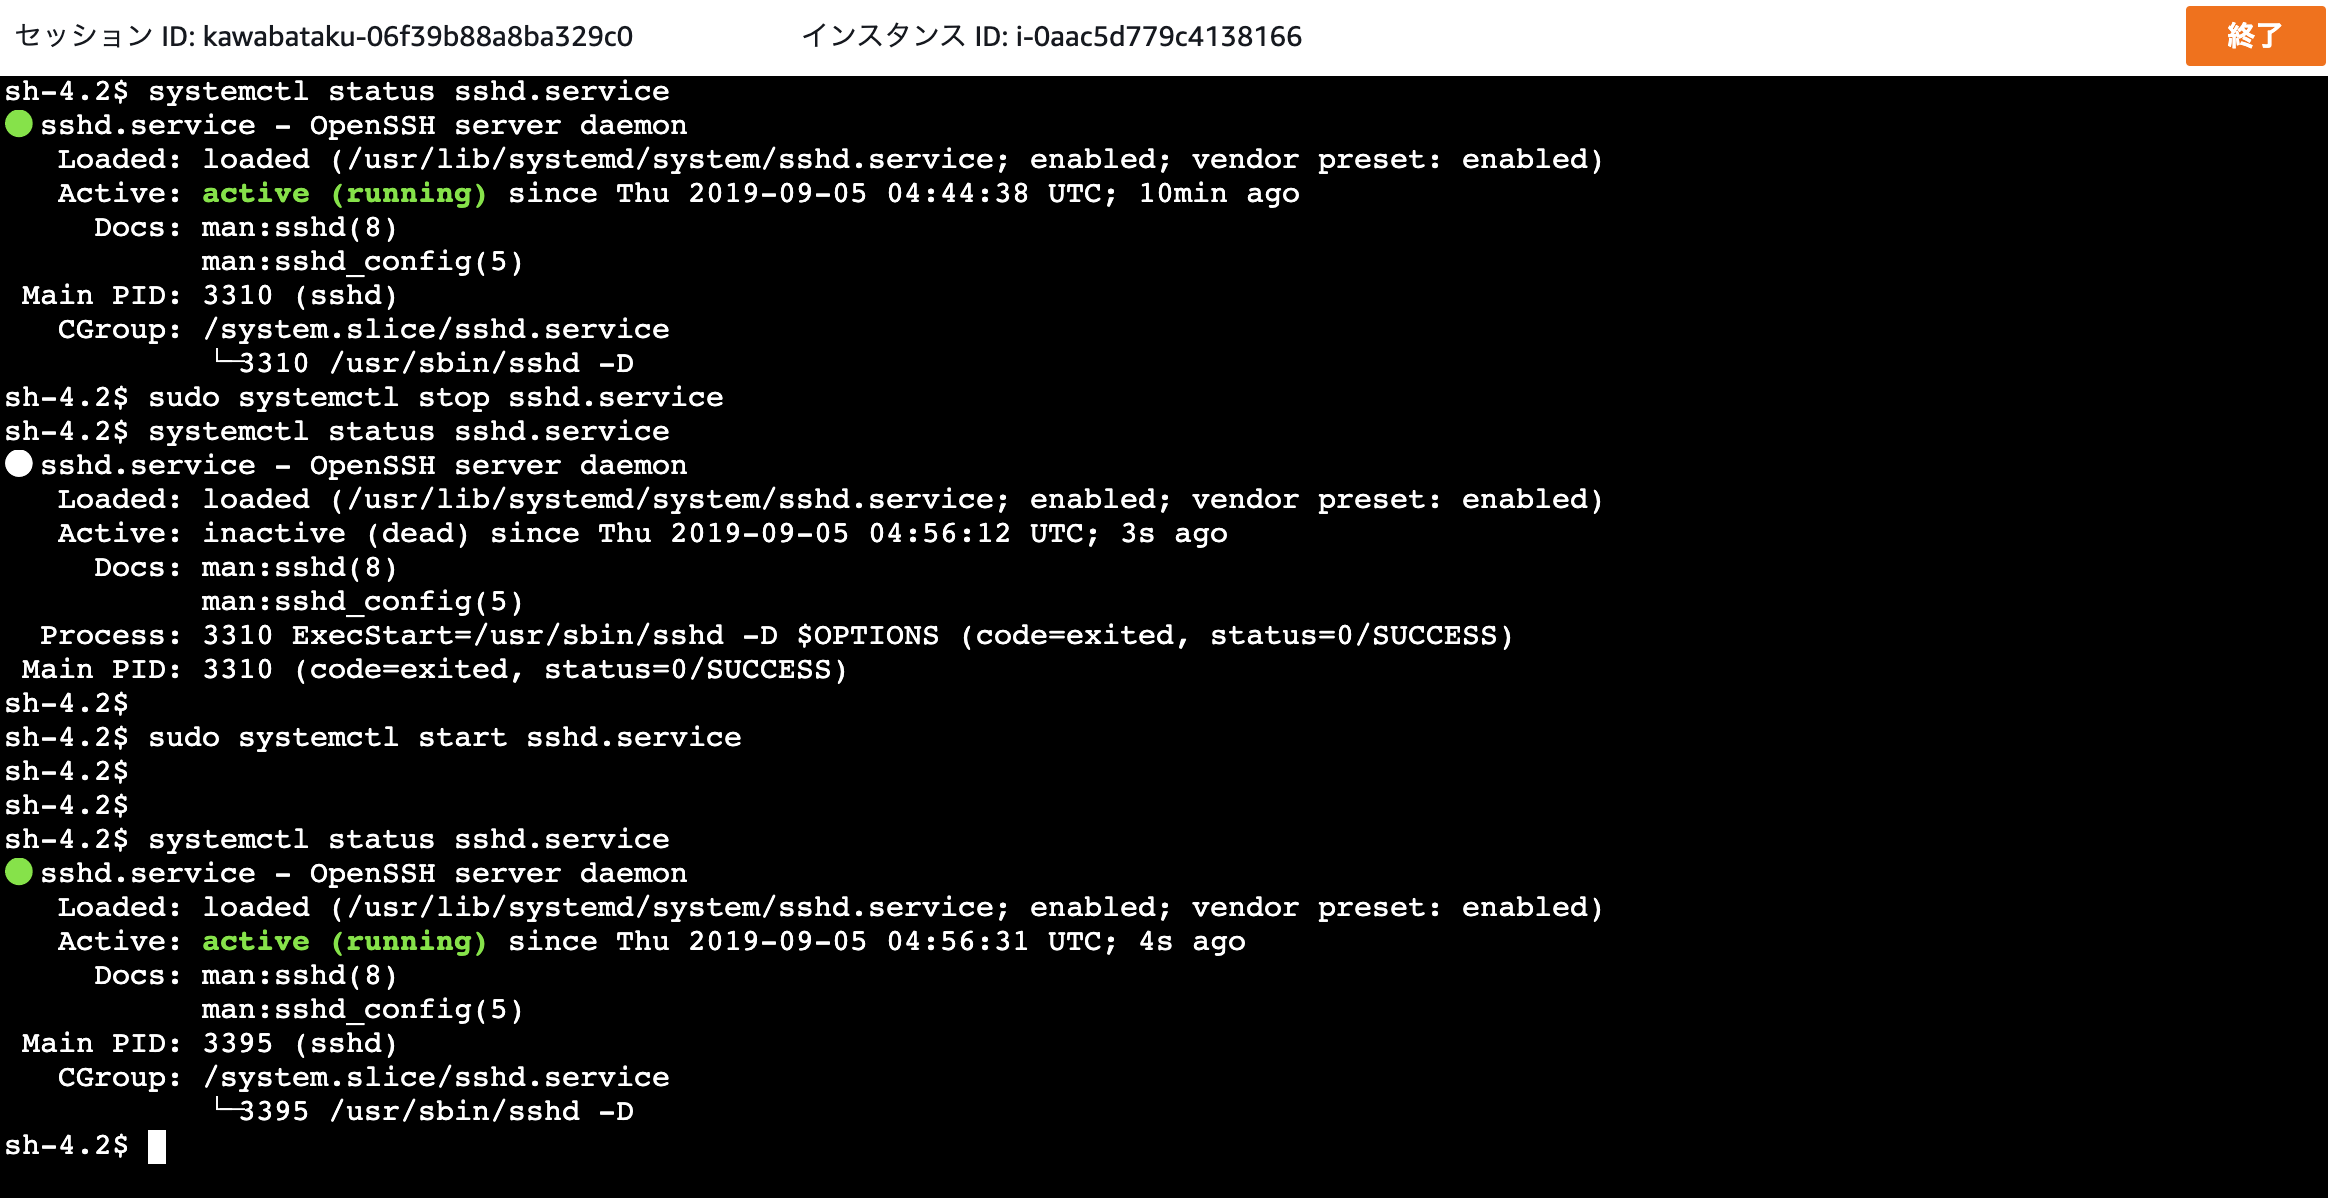 セッション ID: kawabataku-06f39b88a8ba329c0 インスタンス ID: i-0aac5d779c4138166 終了
sh-4.2$ systemctl status sshd.service
● sshd.service - OpenSSH server daemon
   Loaded: loaded (/usr/lib/systemd/system/sshd.service; enabled; vendor preset: enabled)
   Active: active (running) since Thu 2019-09-05 04:44:38 UTC; 10min ago
     Docs: man:sshd(8)
           man:sshd_config(5)
 Main PID: 3310 (sshd)
   CGroup: /system.slice/sshd.service
           └─3310 /usr/sbin/sshd -D
sh-4.2$ sudo systemctl stop sshd.service
sh-4.2$ systemctl status sshd.service
● sshd.service - OpenSSH server daemon
   Loaded: loaded (/usr/lib/systemd/system/sshd.service; enabled; vendor preset: enabled)
   Active: inactive (dead) since Thu 2019-09-05 04:56:12 UTC; 3s ago
     Docs: man:sshd(8)
           man:sshd_config(5)
  Process: 3310 ExecStart=/usr/sbin/sshd -D $OPTIONS (code=exited, status=0/SUCCESS)
 Main PID: 3310 (code=exited, status=0/SUCCESS)
sh-4.2$
sh-4.2$ sudo systemctl start sshd.service
sh-4.2$
sh-4.2$
sh-4.2$ systemctl status sshd.service
● sshd.service - OpenSSH server daemon
   Loaded: loaded (/usr/lib/systemd/system/sshd.service; enabled; vendor preset: enabled)
   Active: active (running) since Thu 2019-09-05 04:56:31 UTC; 4s ago
     Docs: man:sshd(8)
           man:sshd_config(5)
 Main PID: 3395 (sshd)
   CGroup: /system.slice/sshd.service
           └─3395 /usr/sbin/sshd -D
sh-4.2$